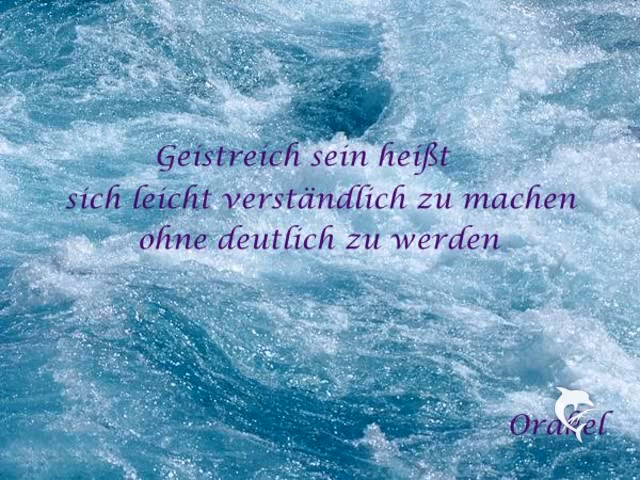 Geistreich sein heißt
sich leicht verständlich zu machen
ohne deutlich zu werden
Orakel